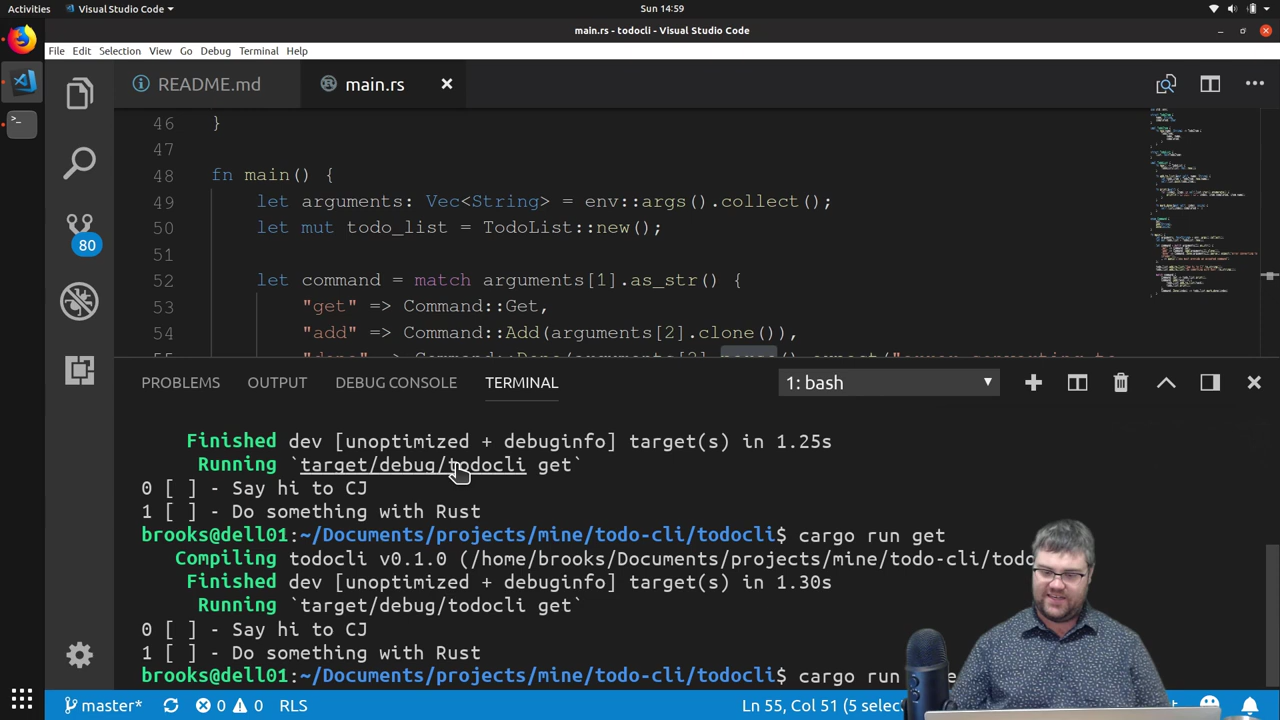 Activities
Visual Studio Code
Sun 14:59
main.rs - todocli - Visual Studio Code
File Edit Selection View Go Debug Terminal Help
README.md
main.rs
46 }
47
48 fn main() {
49 let arguments: Vec<String> = env::args().collect();
50 let mut todo_list = TodoList::new();
51
52 let command = match arguments[1].as_str() {
53 "get" => Command::Get,
54 "add" => Command::Add(arguments[2].clone()),
80
PROBLEMS OUTPUT DEBUG CONSOLE TERMINAL
1: bash
Finished dev [unoptimized + debuginfo] target(s) in 1.25s
Running `target/debug/todocli get`
0 [ ] - Say hi to CJ
1 [ ] - Do something with Rust
brooks@dell01:~/Documents/projects/mine/todo-cli/todocli$ cargo run get
Compiling todocli v0.1.0 (/home/brooks/Documents/projects/mine/todo-cli/todo
Finished dev [unoptimized + debuginfo] target(s) in 1.30s
Running `target/debug/todocli get`
0 [ ] - Say hi to CJ
1 [ ] - Do something with Rust
brooks@dell01:~/Documents/projects/mine/todo-cli/todocli$ cargo run
master* 0 0 RLS
Ln 55, Col 51 (5 selec